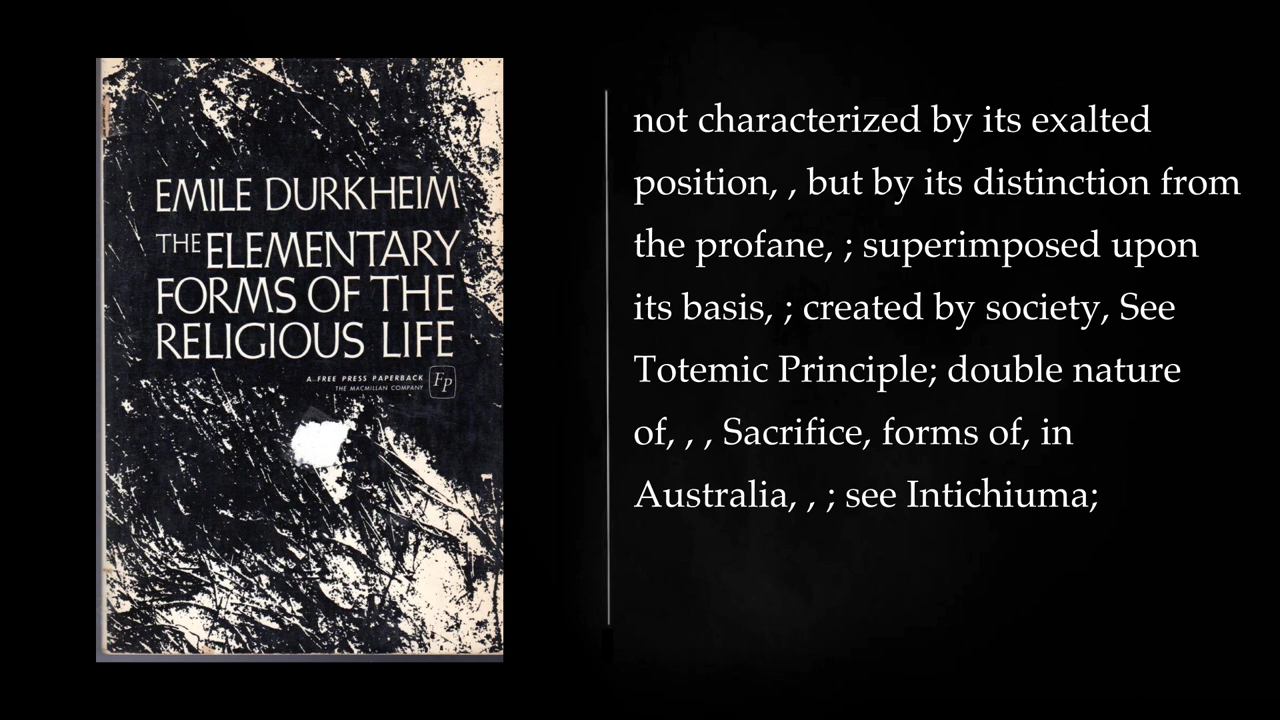 EMILE DURKHEIM
THE ELEMENTARY
FORMS OF THE
RELIGIOUS LIFE
A FREE PRESS PAPERBACK
THE MACMILLAN COMPANY
Fp
not characterized by its exalted
position, , but by its distinction from
the profane, ; superimposed upon
its basis, ; created by society, See
Totemic Principle; double nature
of, , , Sacrifice, forms of, in
Australia, , ; see Intichiuma;